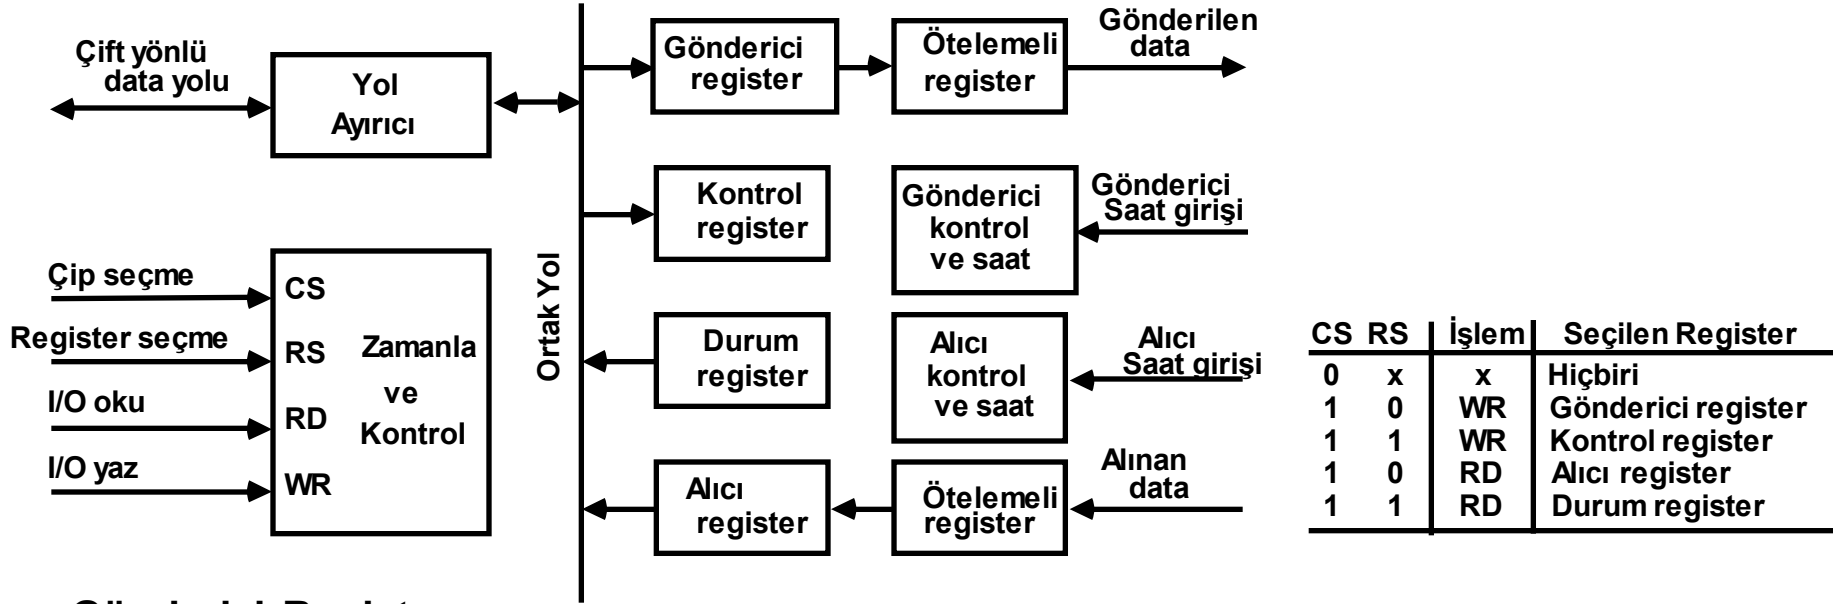 Çift yönlü
data yolu
Yol
Ayırıcı
Gönderici
register
Ötelemeli
register
Gönderilen
data
Kontrol
register
Gönderici
kontrol
ve saat
Gönderici
Saat girişi
Ortak Yol
Çip seçme
Register seçme
I/O oku
I/O yaz
CS
RS
RD
WR
Zamanla
ve
Kontrol
Durum
register
Alıcı
kontrol
ve saat
Alıcı
Saat girişi
Alıcı
register
Ötelemeli
register
Alınan
data
CS RS İşlem Seçilen Register
0 x x Hiçbiri
1 0 WR Gönderici register
1 1 WR Kontrol register
1 0 RD Alıcı register
1 1 RD Durum register